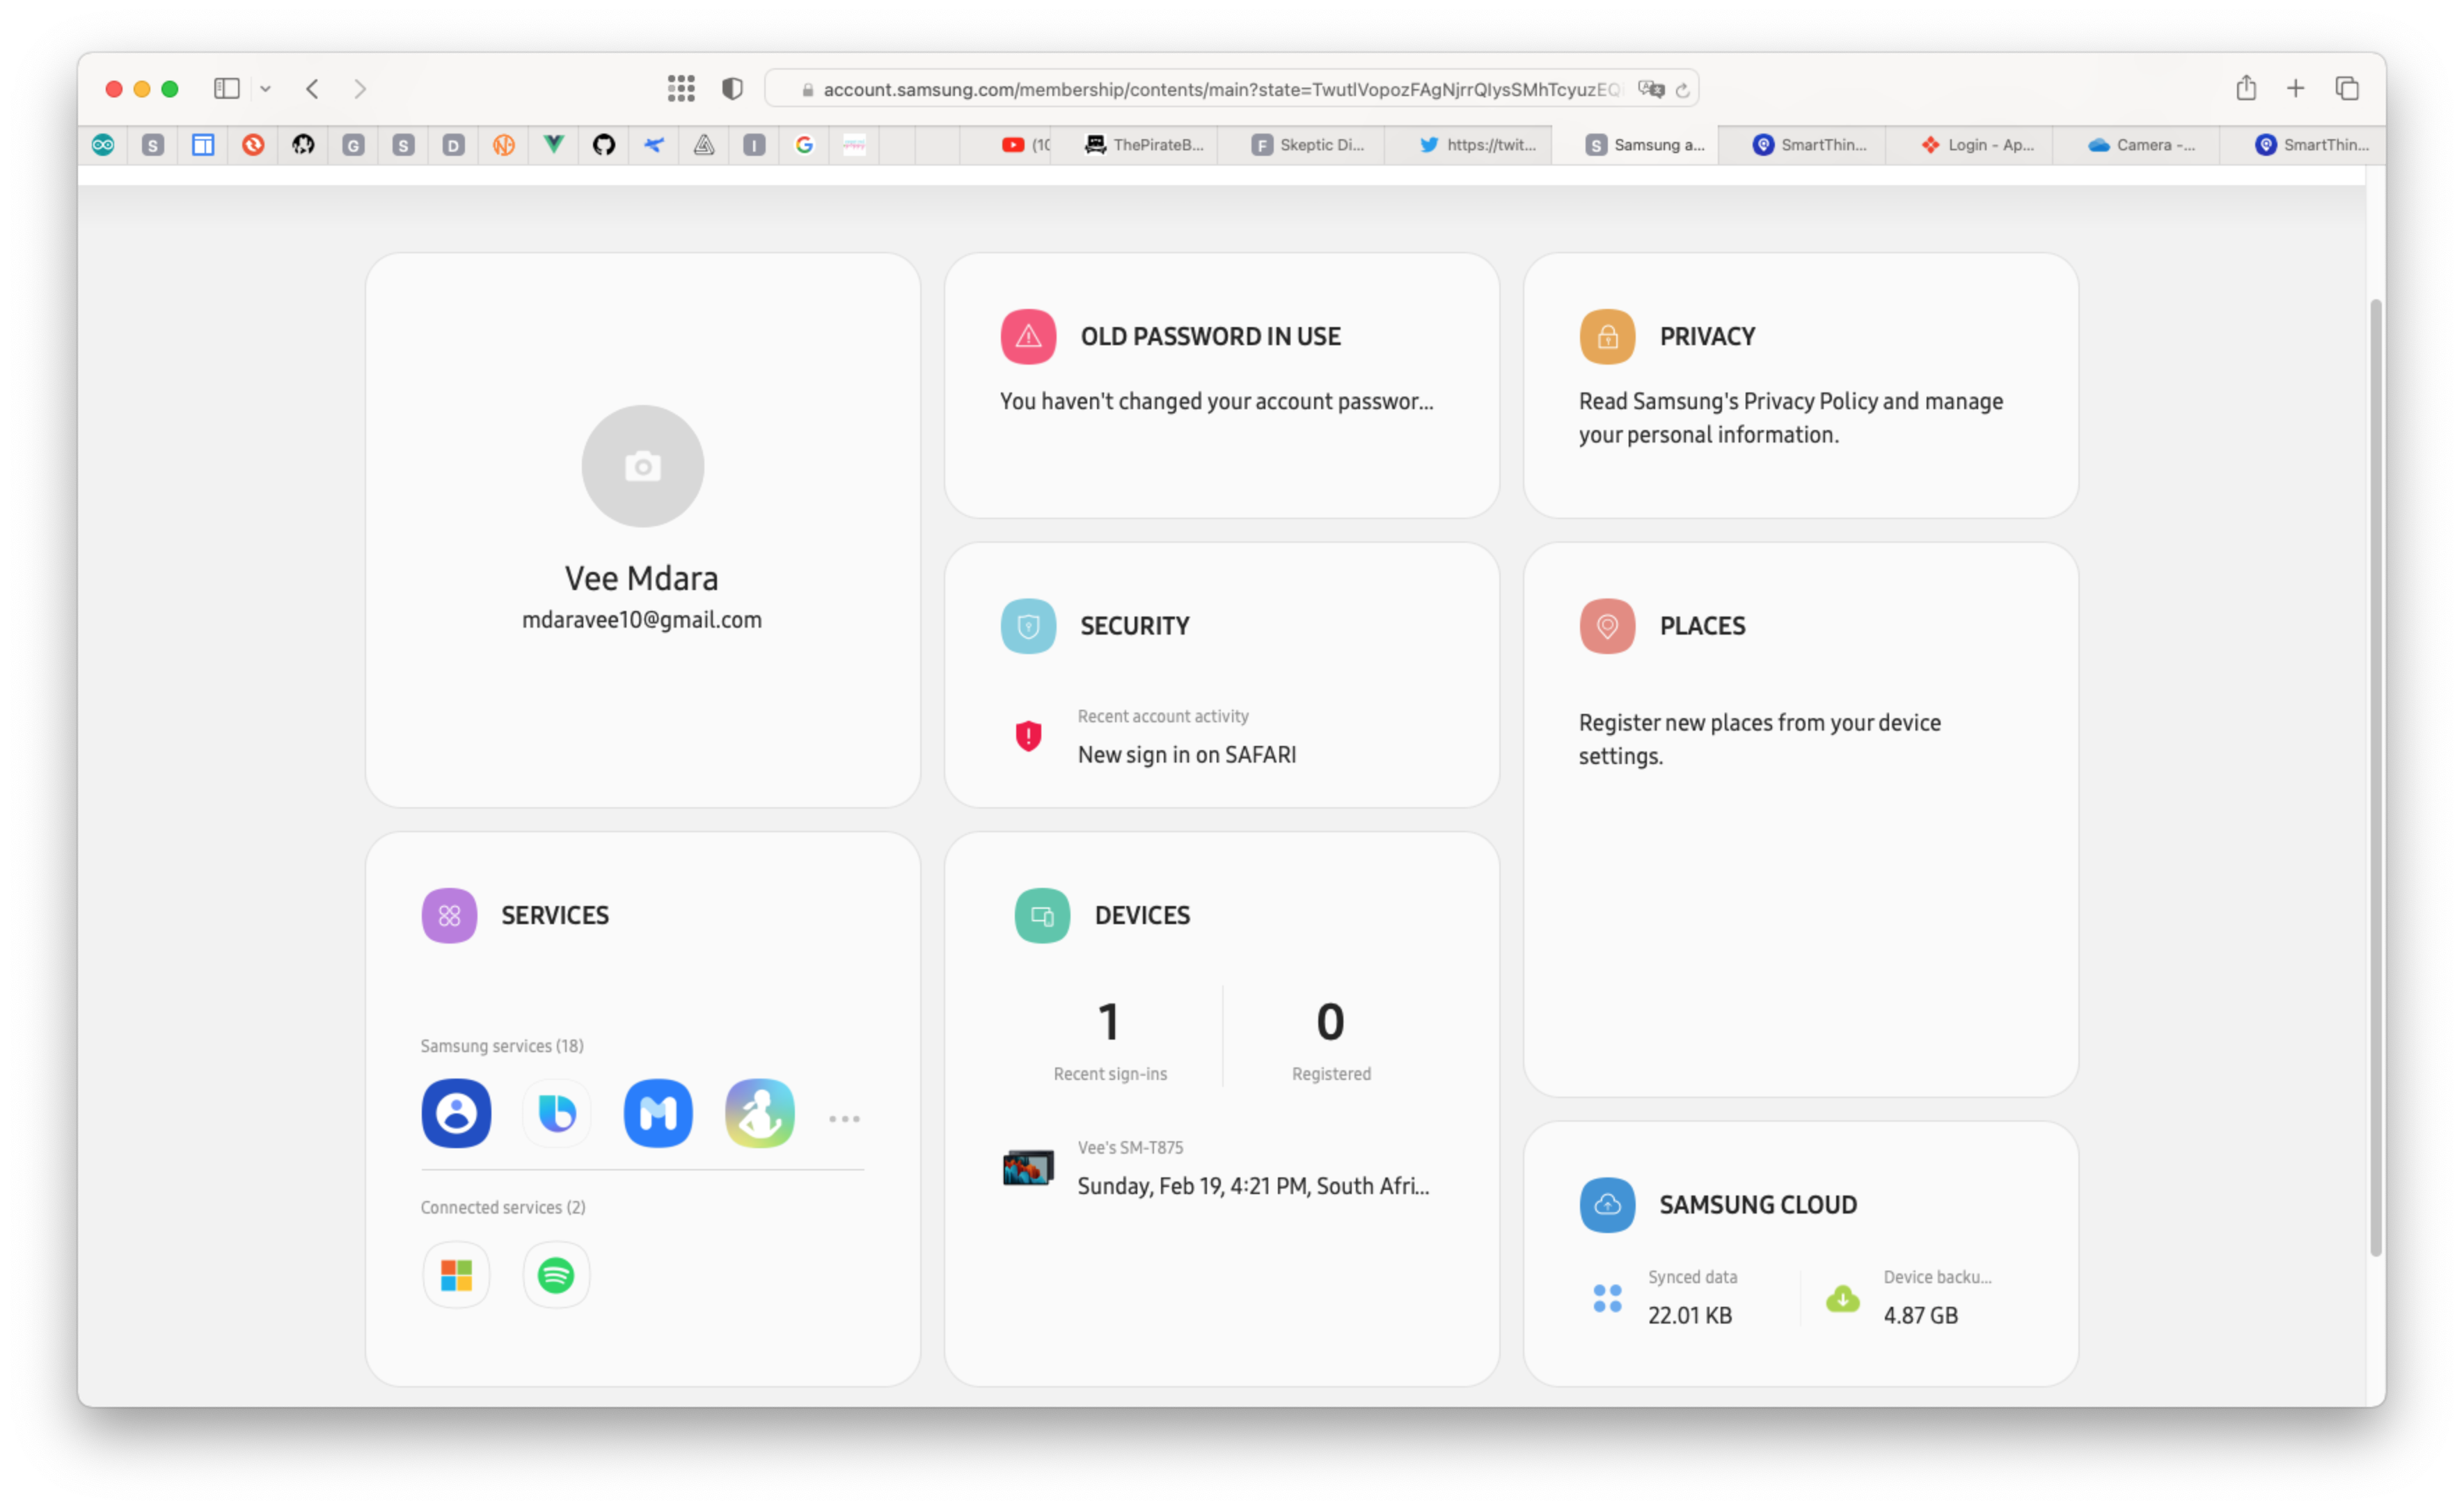 account.samsung.com/membership/contents/main?state=TwutlVopozFAgNjrrQlysSMhTcyuzEQ
S
G
S
D
I
G
(10
ThePirateB...
F
Skeptic Di...
https://twit...
S
Samsung a...
SmartThin...
Login - Ap...
Camera -...
SmartThin...
Vee Mdara
mdaravee10@gmail.com
OLD PASSWORD IN USE
You haven't changed your account passwor...
PRIVACY
Read Samsung's Privacy Policy and manage
your personal information.
SECURITY
Recent account activity
New sign in on SAFARI
PLACES
Register new places from your device
settings.
SERVICES
Samsung services (18)
Connected services (2)
DEVICES
1
Recent sign-ins
0
Registered
Vee's SM-T875
Sunday, Feb 19, 4:21 PM, South Afri...
SAMSUNG CLOUD
Synced data
22.01 KB
Device backu...
4.87 GB